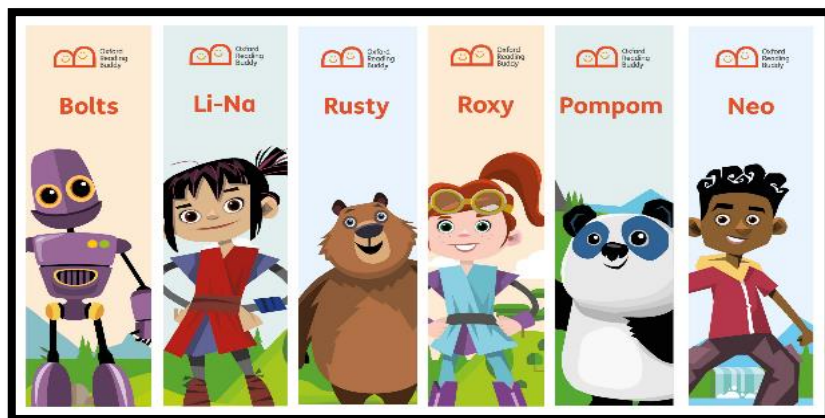 Oxford
Reading
Buddy
Bolts
Oxford
Reading
Buddy
Li-Na
Oxford
Reading
Buddy
Rusty
Oxford
Reading
Buddy
Roxy
Oxford
Reading
Buddy
Pompom
Oxford
Reading
Buddy
Neo